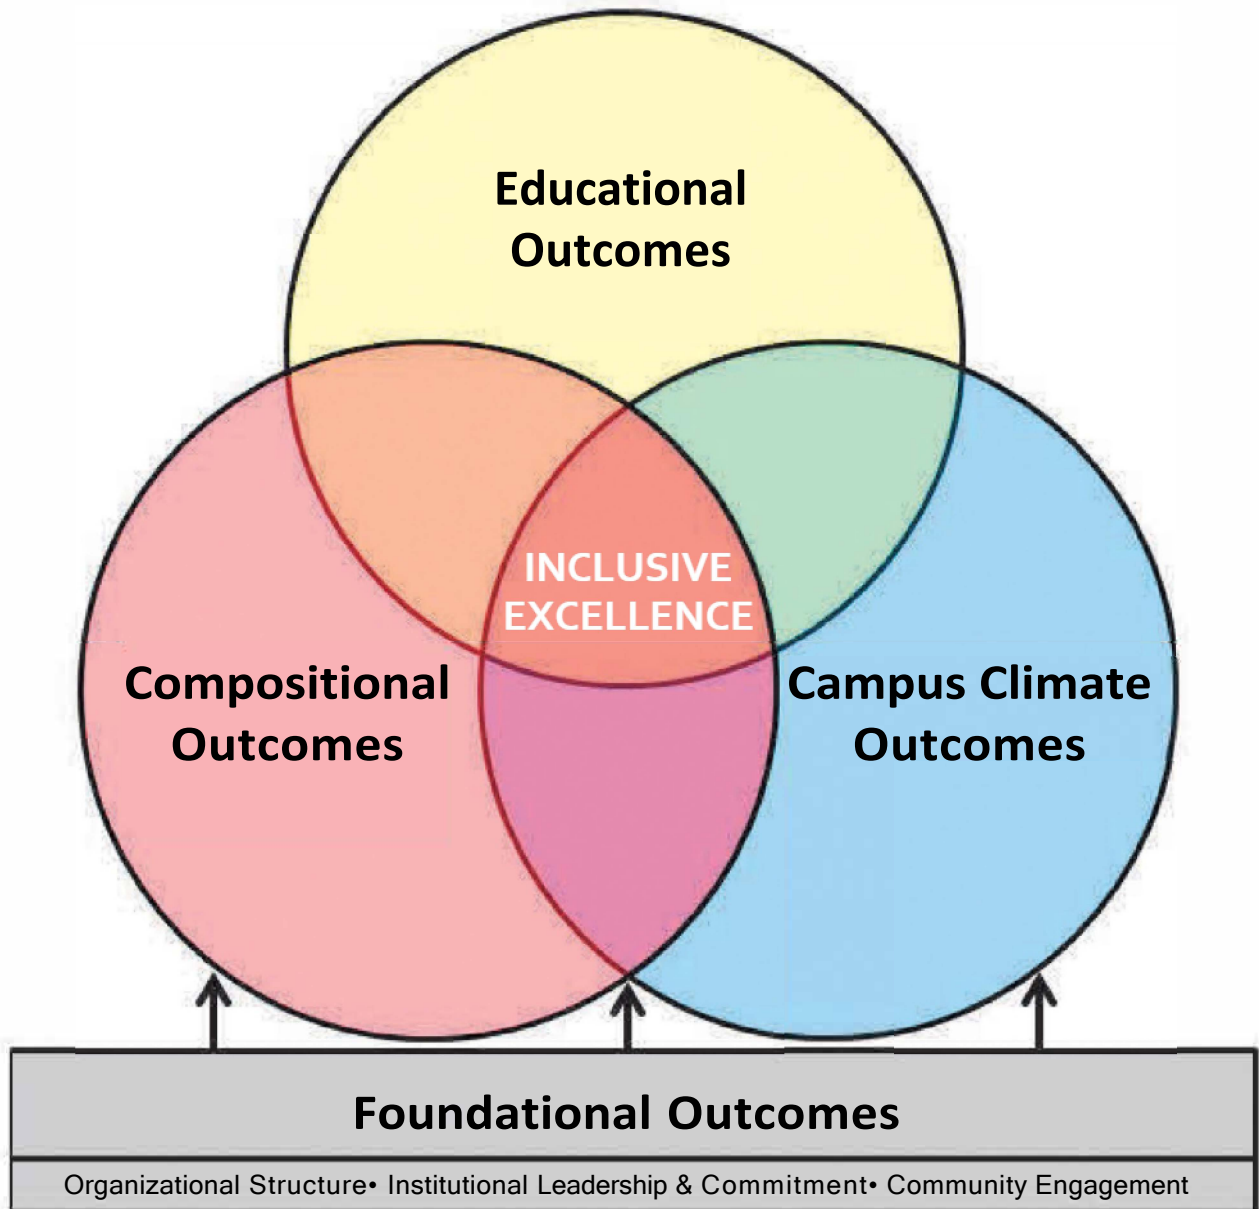 Educational
Outcomes
INCLUSIVE
EXCELLENCE
Compositional
Outcomes
Campus Climate
Outcomes
Foundational Outcomes
Organizational Structure• Institutional Leadership & Commitment• Community Engagement